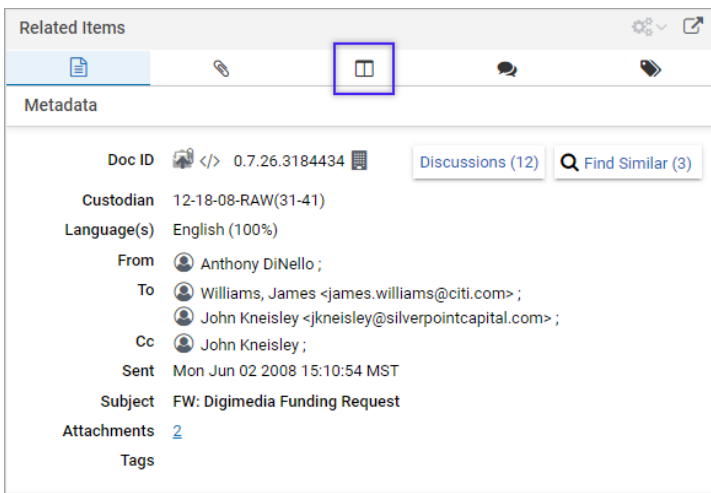 Related Items
Metadata
Doc ID </> 0.7.26.3184434 Discussions (12) Find Similar (3)
Custodian 12-18-08-RAW(31-41)
Language(s) English (100%)
From Anthony DiNello ;
To Williams, James <james.williams@citi.com> ;
John Kneisley <jkneisley@silverpointcapital.com> ;
Cc John Kneisley ;
Sent Mon Jun 02 2008 15:10:54 MST
Subject FW: Digimedia Funding Request
Attachments 2
Tags